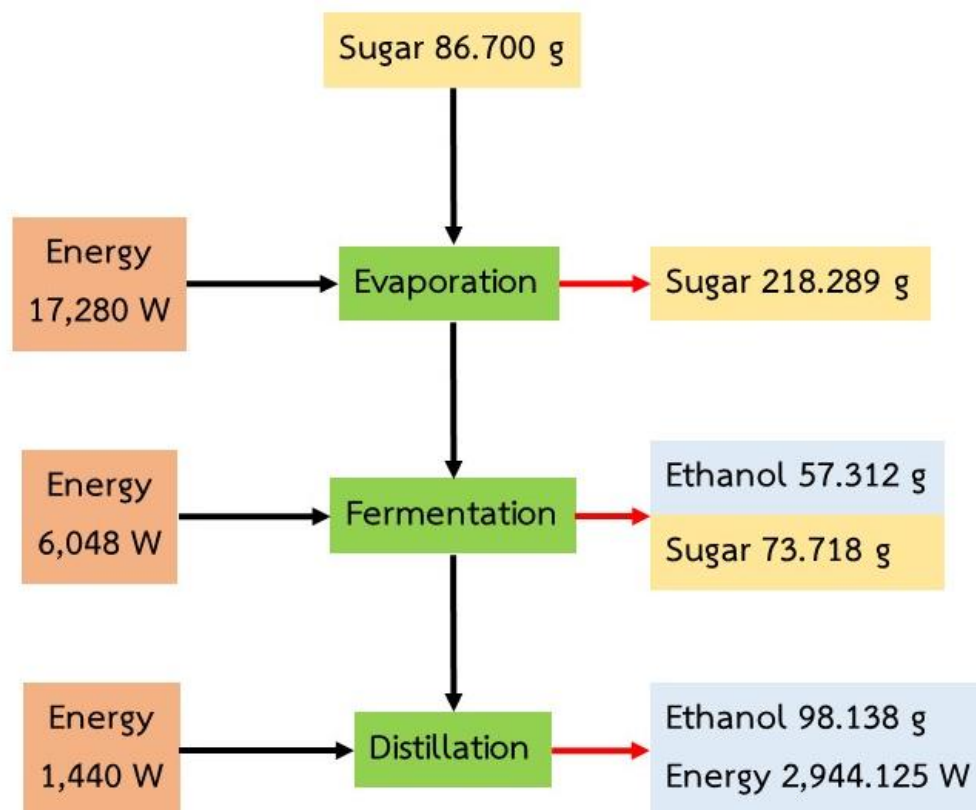 Sugar 86.700 g
Energy
17,280 W
Evaporation
Sugar 218.289 g
Energy
6,048 W
Fermentation
Ethanol 57.312 g
Sugar 73.718 g
Energy
1,440 W
Distillation
Ethanol 98.138 g
Energy 2,944.125 W